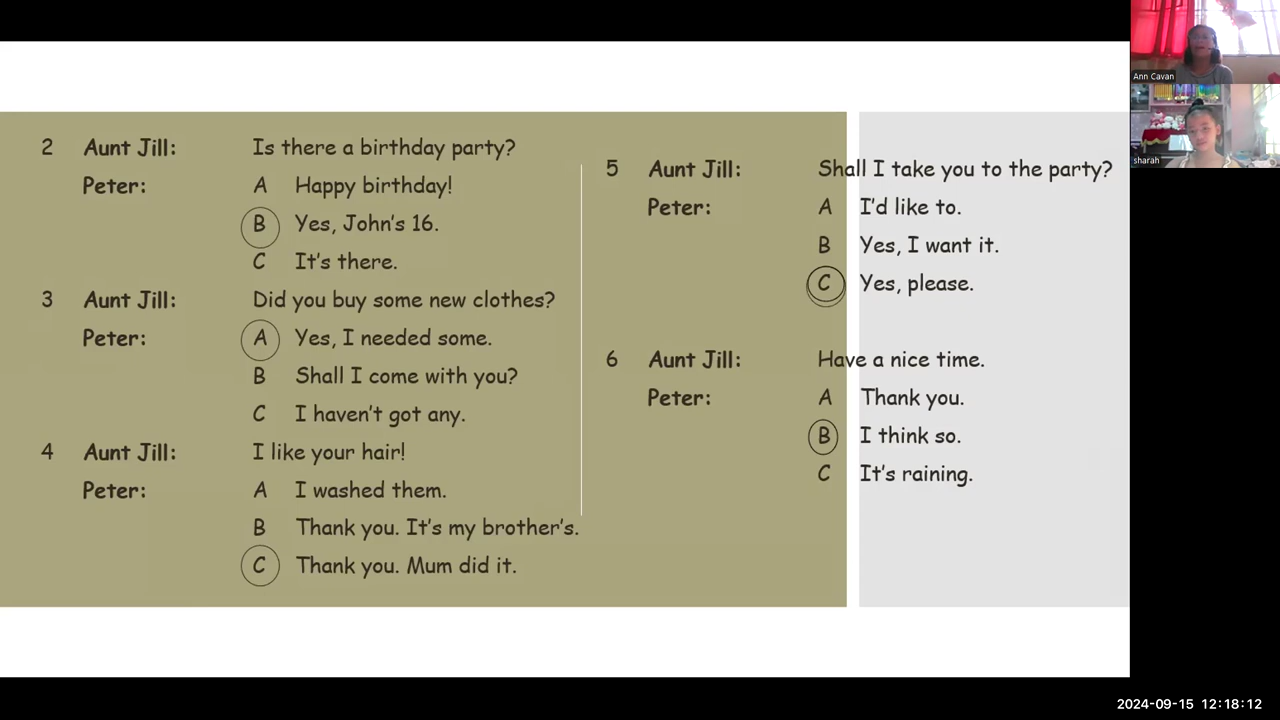 2 Aunt Jill: Is there a birthday party?
Peter: A Happy birthday!
B Yes, John's 16.
C It's there.
3 Aunt Jill: Did you buy some new clothes?
Peter: A Yes, I needed some.
B Shall I come with you?
C I haven't got any.
4 Aunt Jill: I like your hair!
Peter: A I washed them.
B Thank you. It's my brother's.
C Thank you. Mum did it.
5 Aunt Jill: Shall I take you to the party?
Peter: A I'd like to.
B Yes, I want it.
C Yes, please.
6 Aunt Jill: Have a nice time.
Peter: A Thank you.
B I think so.
C It's raining.
Ann Cavan
sharah
2024-09-15 12:18:12